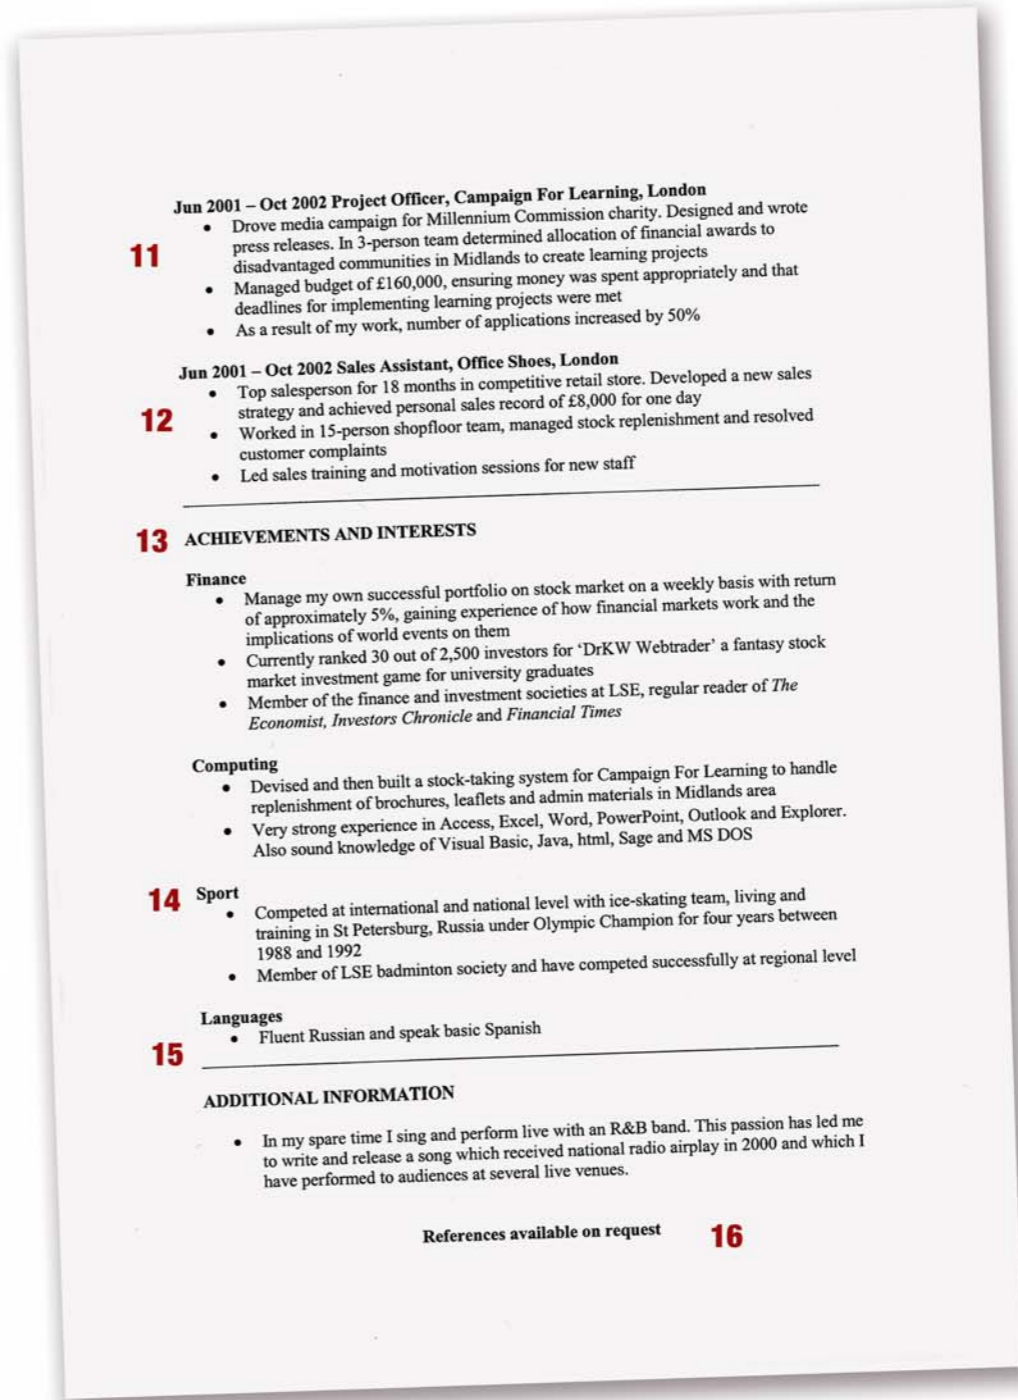 Jun 2001 – Oct 2002 Project Officer, Campaign For Learning, London
• Drove media campaign for Millennium Commission charity. Designed and wrote
11 press releases. In 3-person team determined allocation of financial awards to
disadvantaged communities in Midlands to create learning projects
• Managed budget of £160,000, ensuring money was spent appropriately and that
deadlines for implementing learning projects were met
• As a result of my work, number of applications increased by 50%
Jun 2001 – Oct 2002 Sales Assistant, Office Shoes, London
• Top salesperson for 18 months in competitive retail store. Developed a new sales
12 strategy and achieved personal sales record of £8,000 for one day
• Worked in 15-person shopfloor team, managed stock replenishment and resolved
customer complaints
• Led sales training and motivation sessions for new staff
13 ACHIEVEMENTS AND INTERESTS
Finance
• Manage my own successful portfolio on stock market on a weekly basis with return
of approximately 5%, gaining experience of how financial markets work and the
implications of world events on them
• Currently ranked 30 out of 2,500 investors for ‘DrKW Webtrader’ a fantasy stock
market investment game for university graduates
• Member of the finance and investment societies at LSE, regular reader of The
Economist, Investors Chronicle and Financial Times
Computing
• Devised and then built a stock-taking system for Campaign For Learning to handle
replenishment of brochures, leaflets and admin materials in Midlands area
• Very strong experience in Access, Excel, Word, PowerPoint, Outlook and Explorer.
Also sound knowledge of Visual Basic, Java, html, Sage and MS DOS
14 Sport
• Competed at international and national level with ice-skating team, living and
training in St Petersburg, Russia under Olympic Champion for four years between
1988 and 1992
• Member of LSE badminton society and have competed successfully at regional level
Languages
• Fluent Russian and speak basic Spanish
15
ADDITIONAL INFORMATION
• In my spare time I sing and perform live with an R&B band. This passion has led me
to write and release a song which received national radio airplay in 2000 and which I
have performed to audiences at several live venues.
References available on request 16